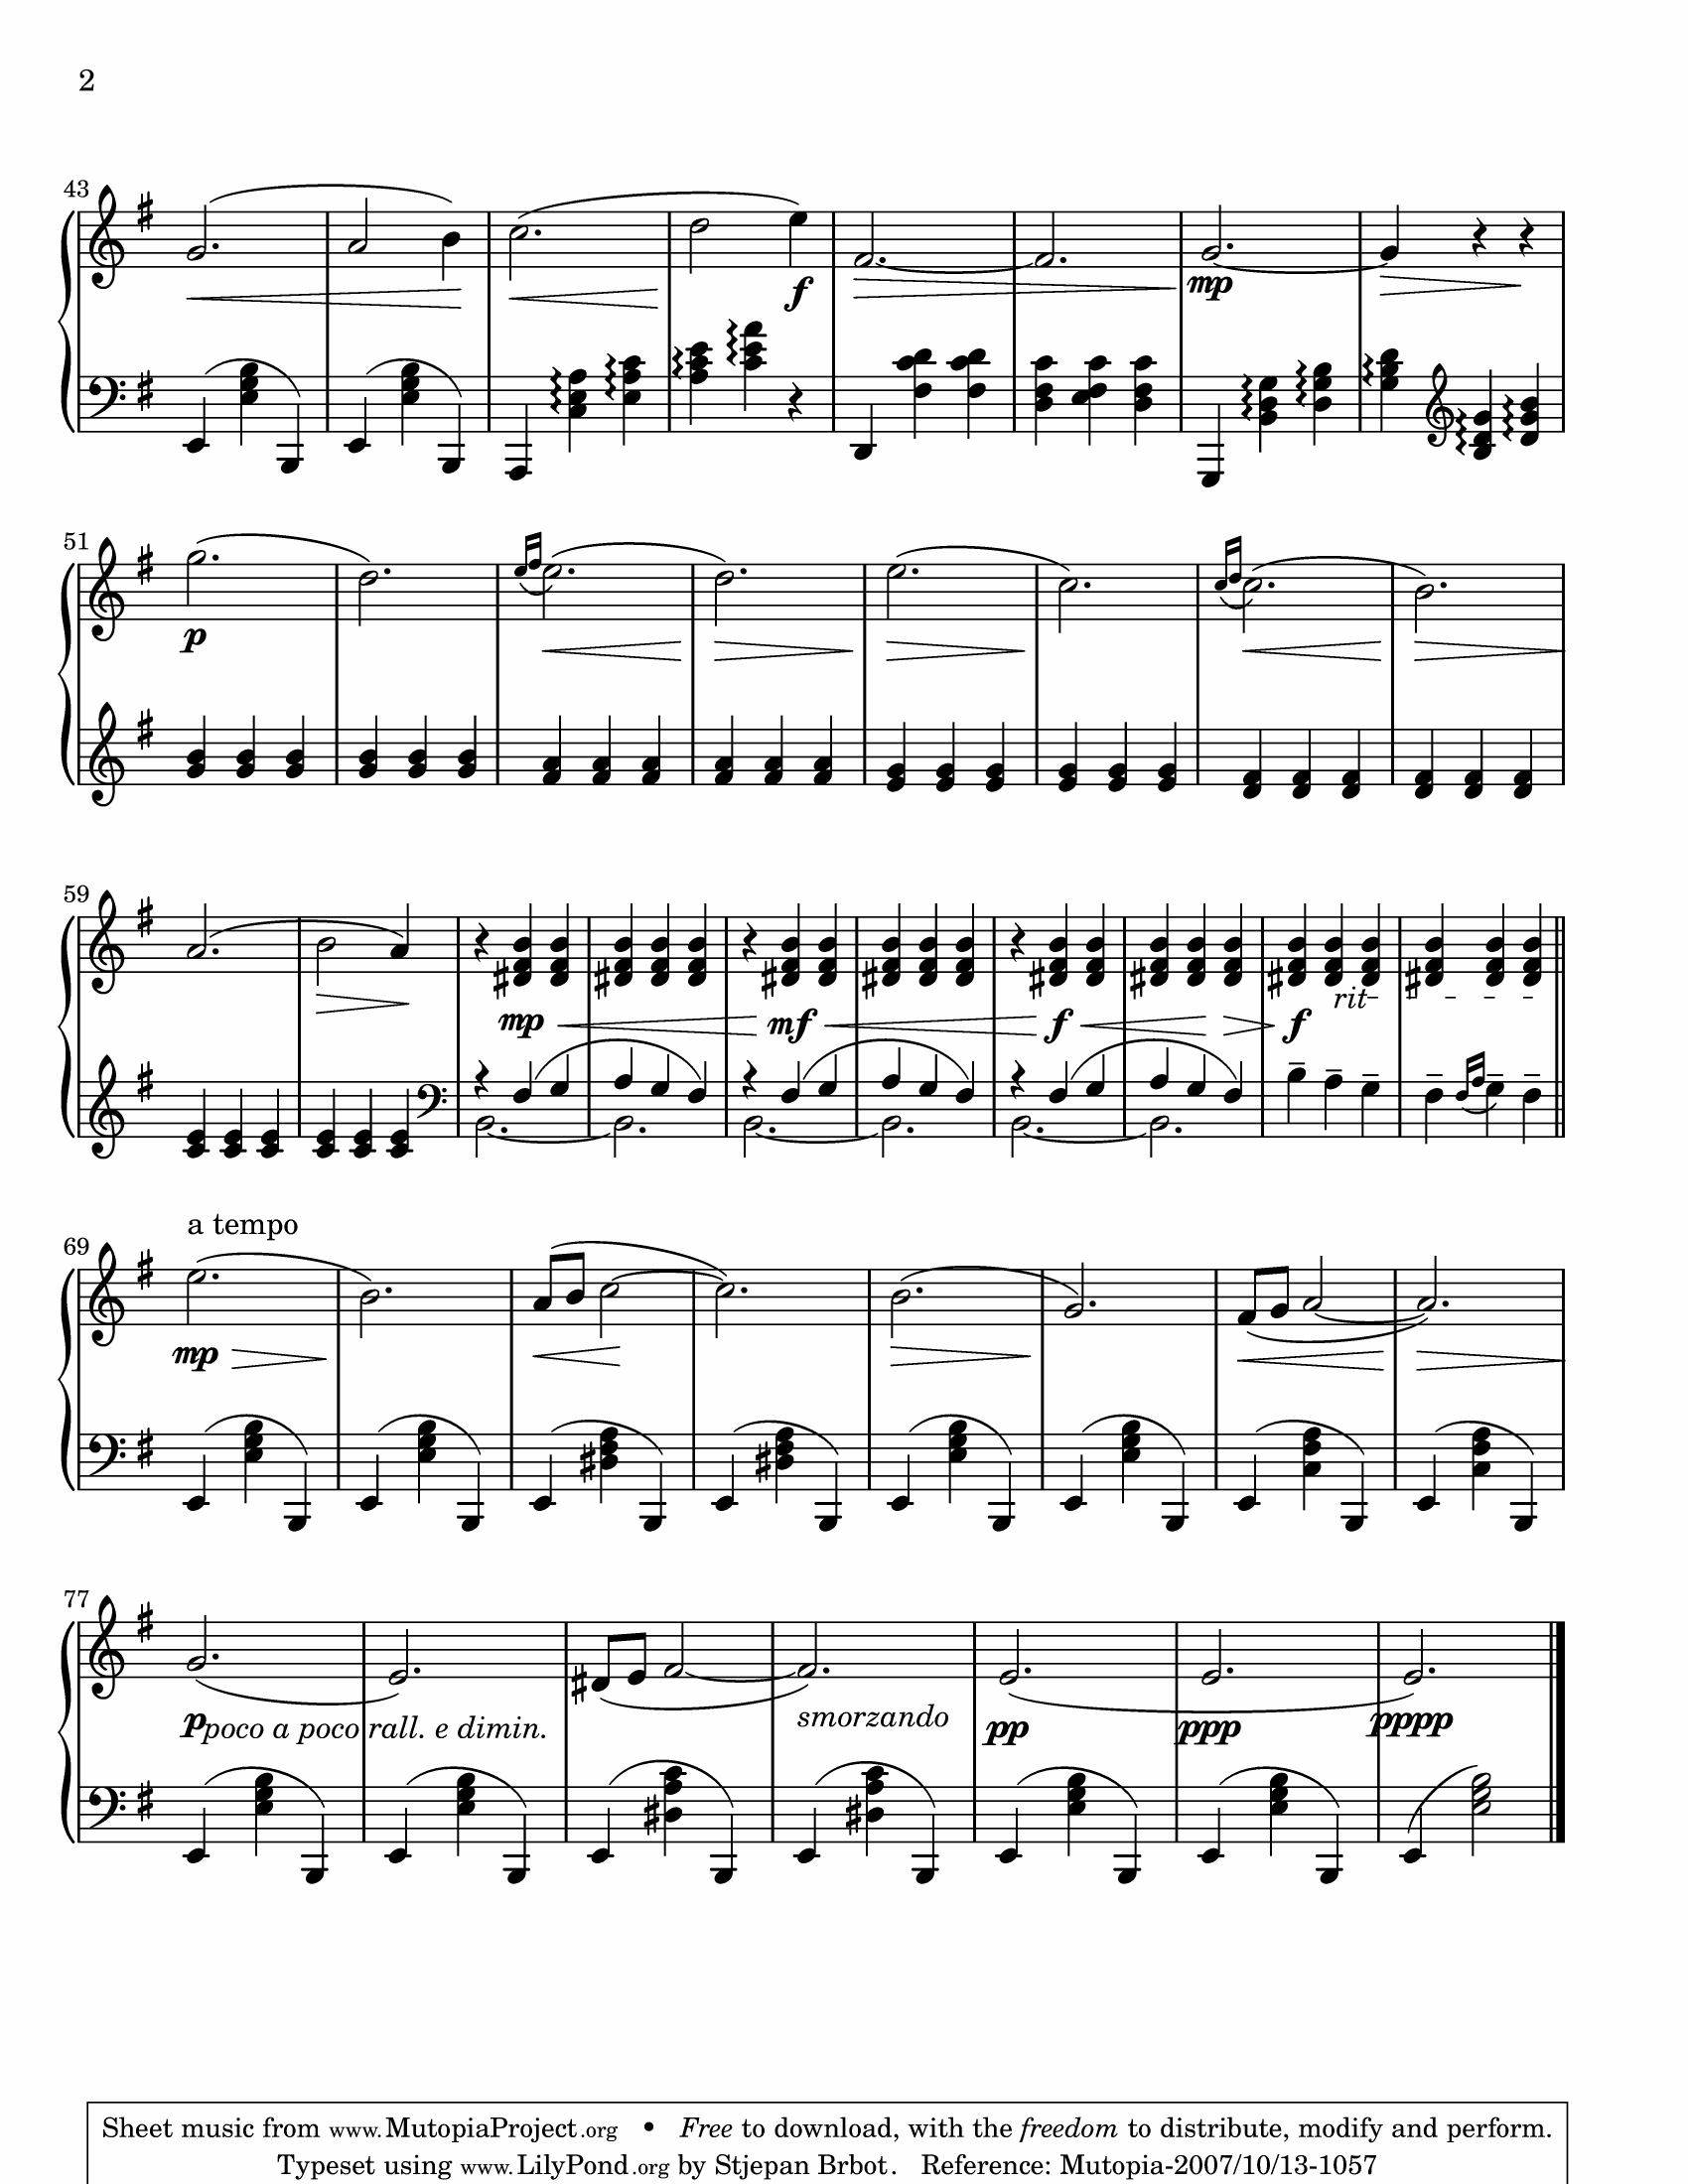 2
43
f
mp
51
p
59
mp mf f f
rit
a tempo
69
mp
77
p poco a poco rall. e dimin. smorzando pp ppp pppp
Sheet music from www.MutopiaProject.org • Free to download, with the freedom to distribute, modify and perform.
Typeset using www.LilyPond.org by Stjepan Brbot. Reference: Mutopia-2007/10/13-1057